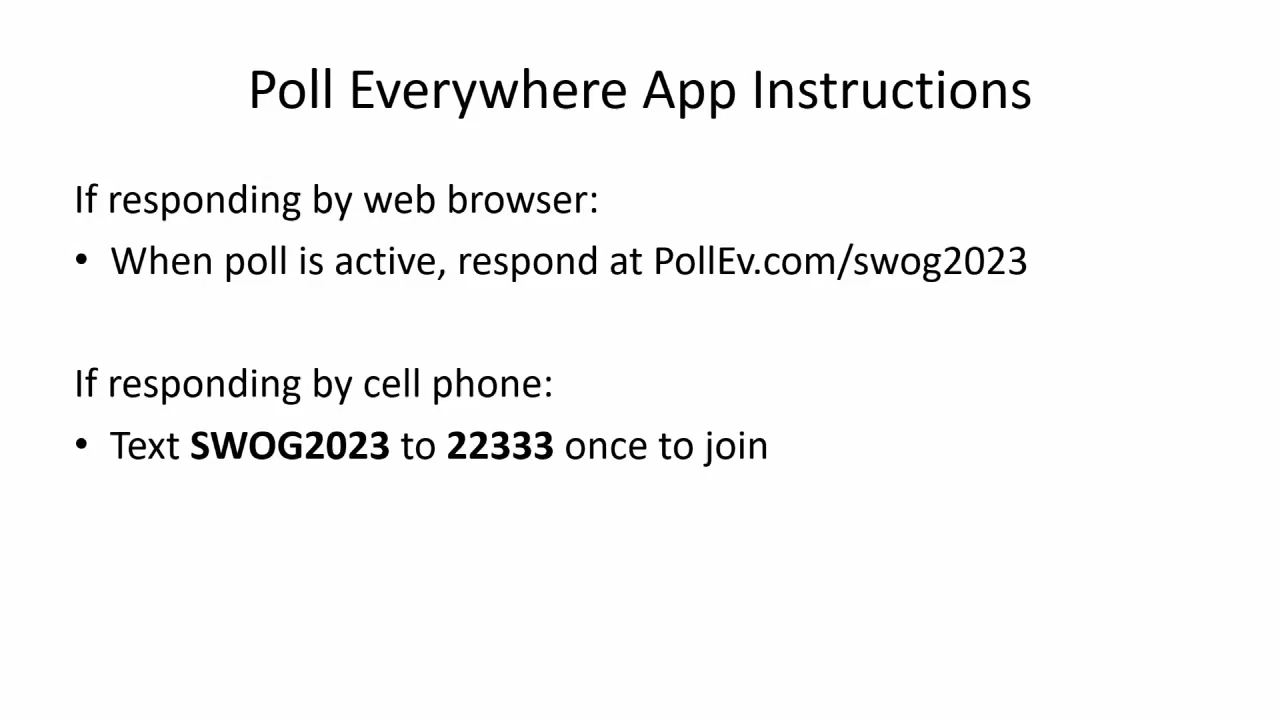 Poll Everywhere App Instructions
If responding by web browser:
• When poll is active, respond at PollEv.com/swog2023
If responding by cell phone:
• Text SWOG2023 to 22333 once to join